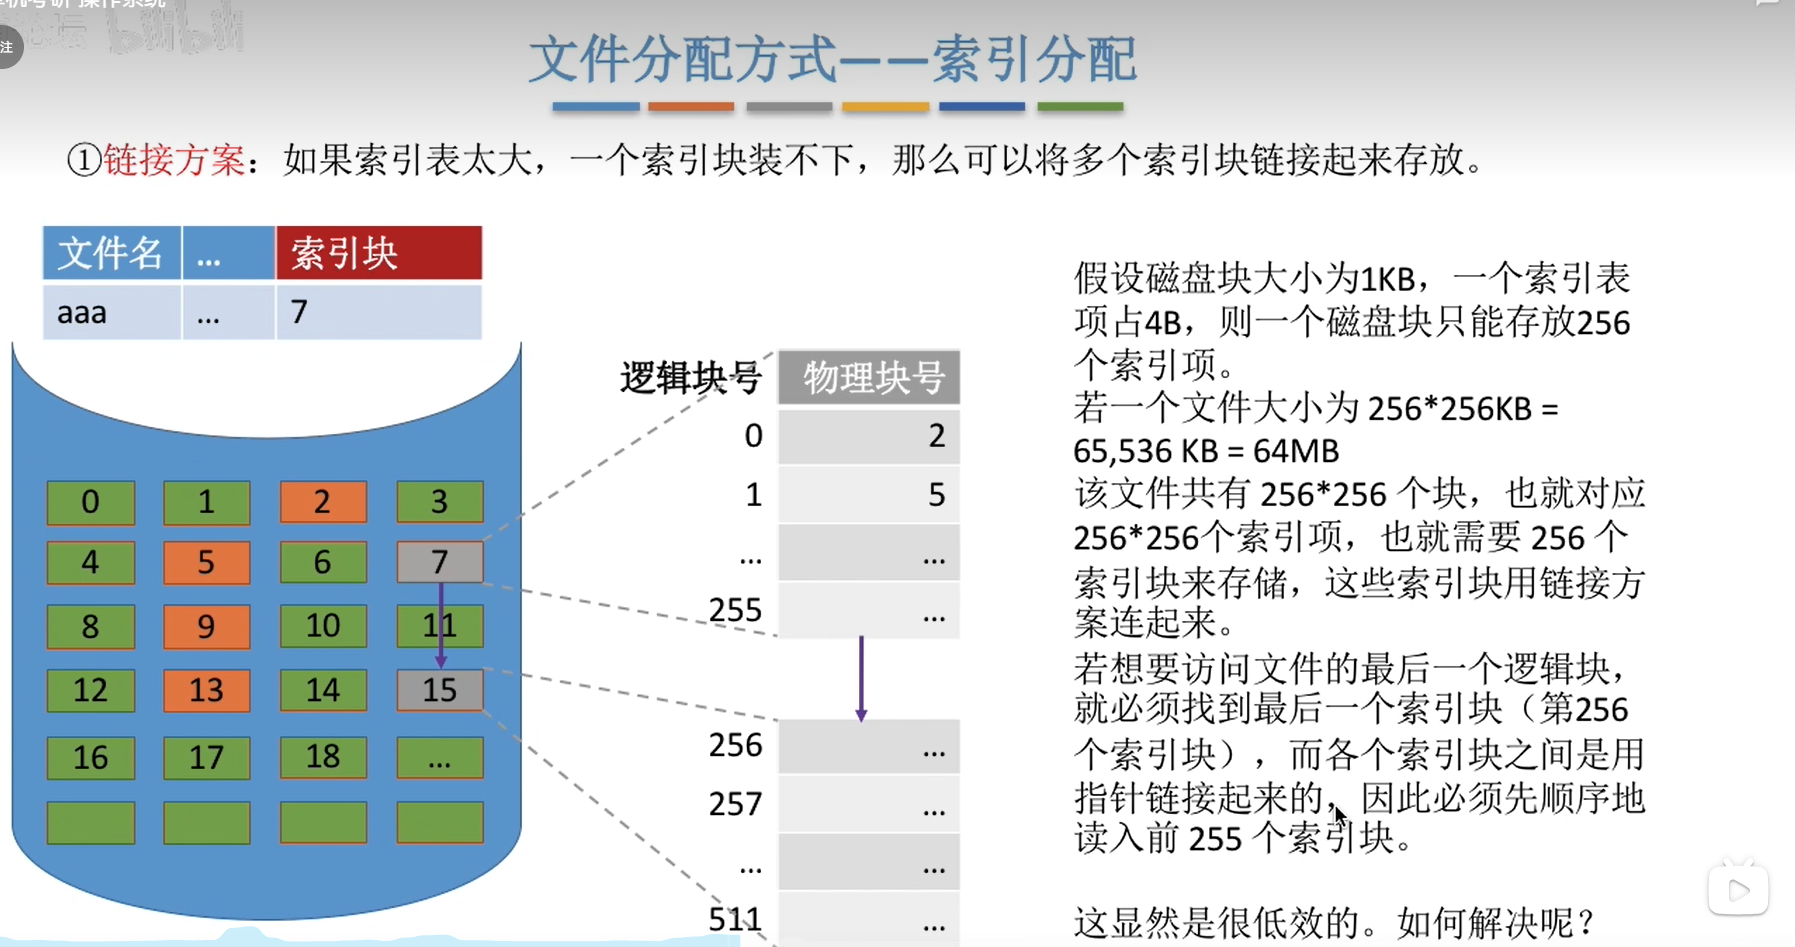 机考研 操作系统
注
文件分配方式——索引分配
①链接方案：如果索引表太大，一个索引块装不下，那么可以将多个索引块链接起来存放。
文件名 ... 索引块
aaa ... 7
0 1 2 3
4 5 6 7
8 9 10 11
12 13 14 15
16 17 18 ...
逻辑块号 物理块号
0 2
1 5
... ...
255 ...
256 ...
257 ...
... ...
511 ...
假设磁盘块大小为1KB，一个索引表
项占4B，则一个磁盘块只能存放256
个索引项。
若一个文件大小为 256*256KB =
65,536 KB = 64MB
该文件共有 256*256 个块，也就对应
256*256个索引项，也就需要 256 个
索引块来存储，这些索引块用链接方
案连起来。
若想要访问文件的最后一个逻辑块，
就必须找到最后一个索引块（第256
个索引块），而各个索引块之间是用
指针链接起来的，因此必须先顺序地
读入前 255 个索引块。
这显然是很低效的。如何解决呢？